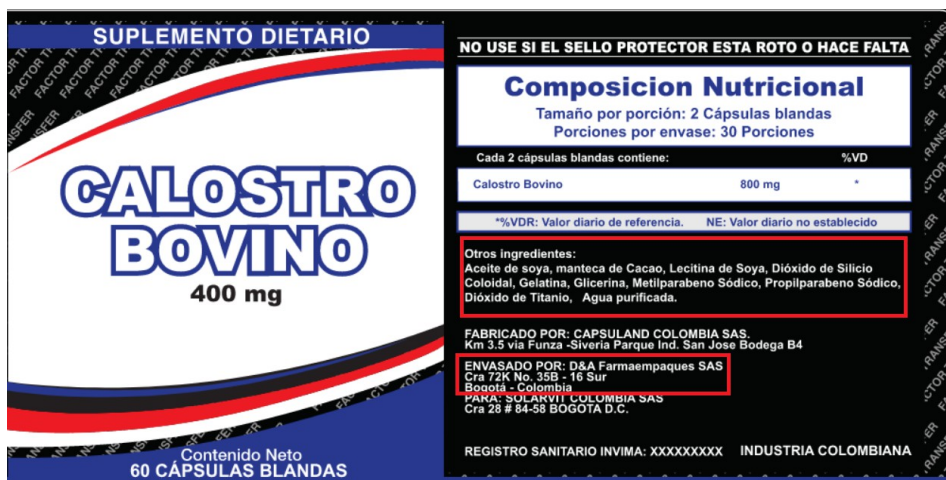 SUPLEMENTO DIETARIO
CALOSTRO
BOVINO
400 mg
Contenido Neto
60 CÁPSULAS BLANDAS
NO USE SI EL SELLO PROTECTOR ESTA ROTO O HACE FALTA
Composicion Nutricional
Tamaño por porción: 2 Cápsulas blandas
Porciones por envase: 30 Porciones
Cada 2 cápsulas blandas contiene: %VD
Calostro Bovino 800 mg *
*%VDR: Valor diario de referencia. NE: Valor diario no establecido
Otros ingredientes:
Aceite de soya, manteca de Cacao, Lecitina de Soya, Dióxido de Silicio
Coloidal, Gelatina, Glicerina, Metilparabeno Sódico, Propilparabeno Sódico,
Dióxido de Titanio, Agua purificada.
FABRICADO POR: CAPSULAND COLOMBIA SAS.
Km 3.5 via Funza -Siveria Parque Ind. San Jose Bodega B4
ENVASADO POR: D&A Farmaempaques SAS
Cra 72K No. 35B - 16 Sur
Bogotá - Colombia
PARA: SOLARVIT COLOMBIA SAS
Cra 28 # 84-58 BOGOTA D.C.
REGISTRO SANITARIO INVIMA: XXXXXXXXX INDUSTRIA COLOMBIANA